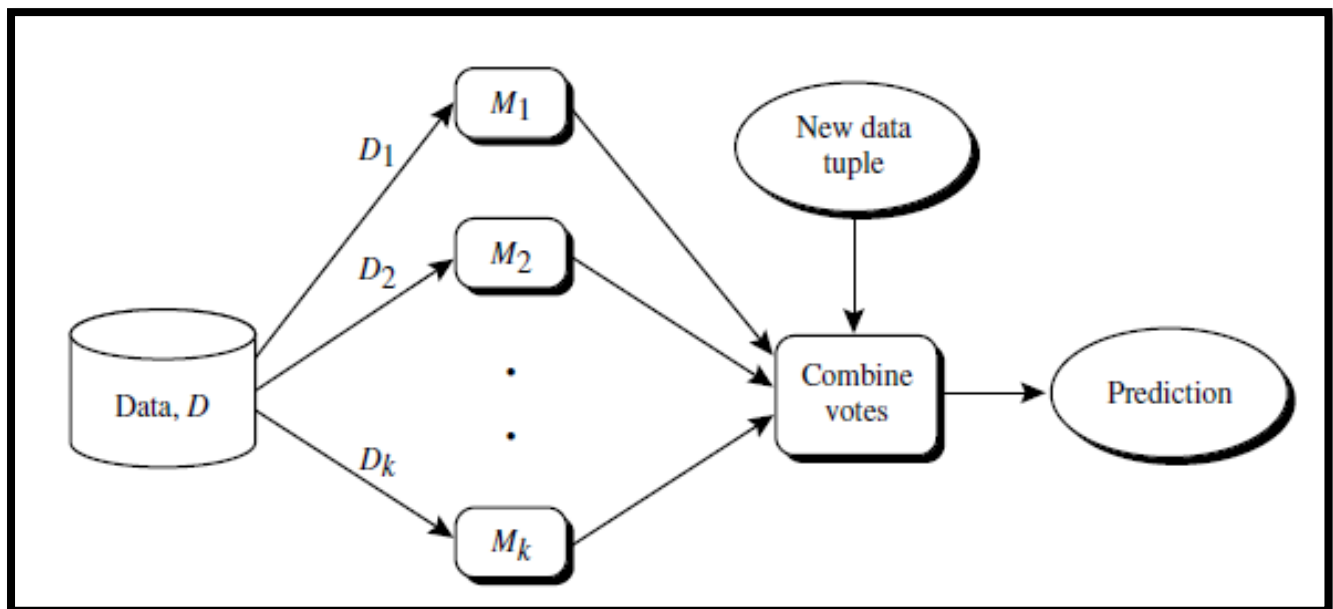 M1
New data
tuple
D1
M2
D2
Data, D
Combine
votes
Prediction
Dk
Mk